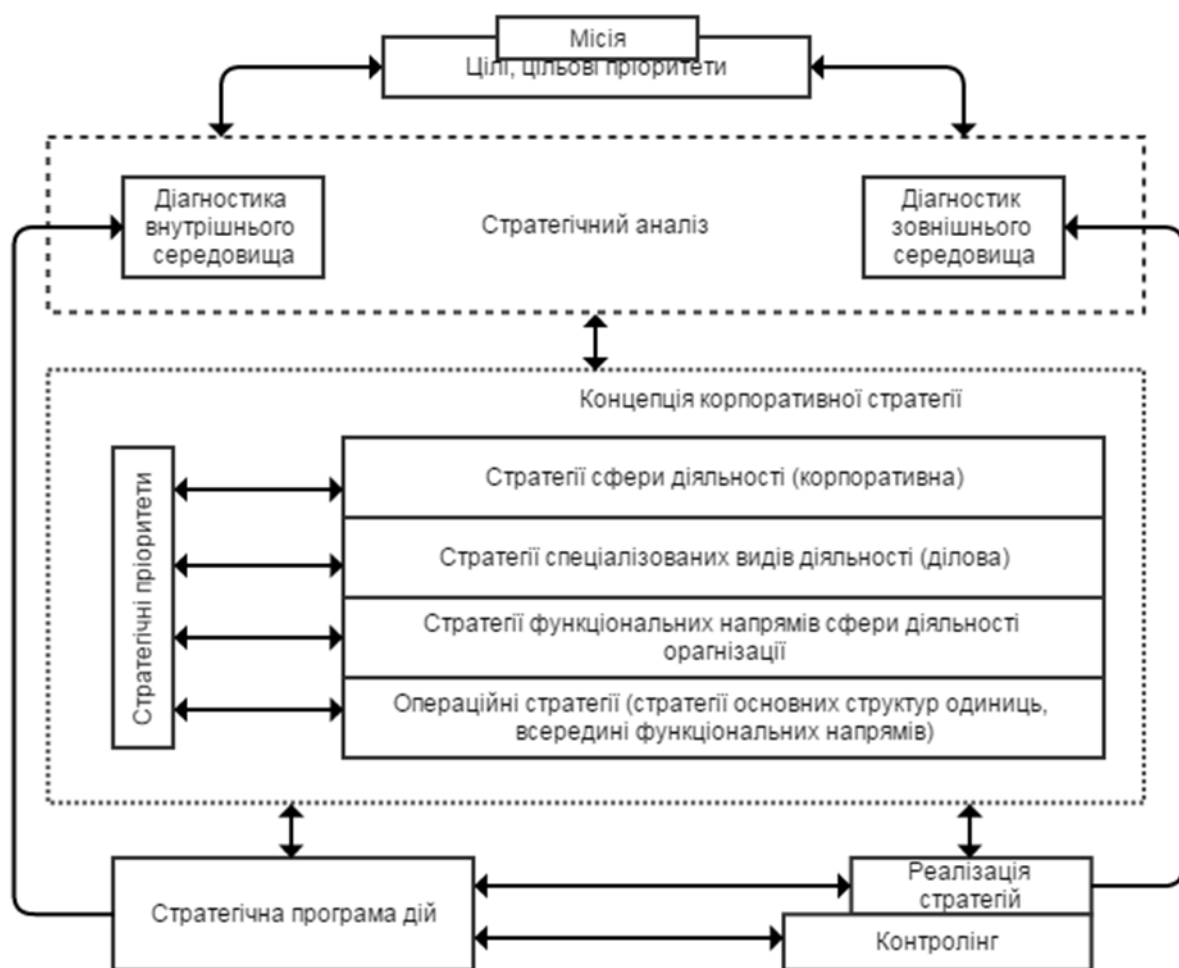 Місія
Цілі, цільові пріоритети
Діагностика
внутрішнього
середовища
Стратегічний аналіз
Діагностик
зовнішнього
середовища
Концепція корпоративної стратегії
Стратегічні пріоритети
Стратегії сфери діяльності (корпоративна)
Стратегії спеціалізованих видів діяльності (ділова)
Стратегії функціональних напрямів сфери діяльності
орагнізації
Операційні стратегії (стратегії основних структур одиниць,
всередині функціональних напрямів)
Стратегічна програма дій
Реалізація
стратегій
Контролінг